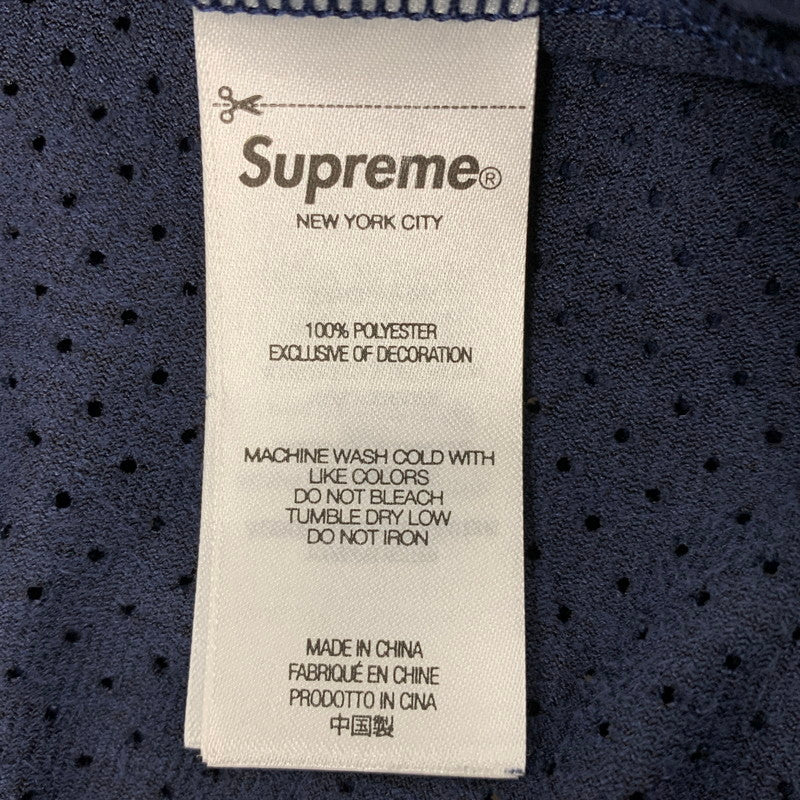 Supreme®
NEW YORK CITY
100% POLYESTER
EXCLUSIVE OF DECORATION
MACHINE WASH COLD WITH
LIKE COLORS
DO NOT BLEACH
TUMBLE DRY LOW
DO NOT IRON
MADE IN CHINA
FABRIQUÉ EN CHINE
PRODOTTO IN CINA
中国製